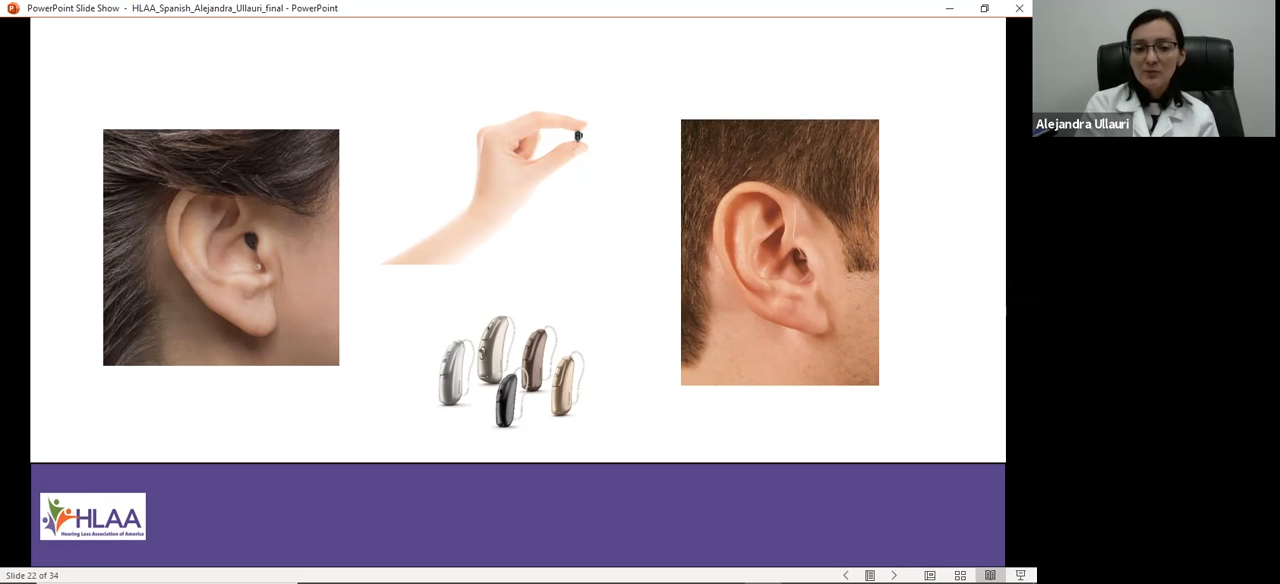 PowerPoint Slide Show - HLAA_Spanish_Alejandra_Ullauri_final - PowerPoint
Alejandra Ullauri
HLAA
Hearing Loss Association of America
Slide 22 of 34